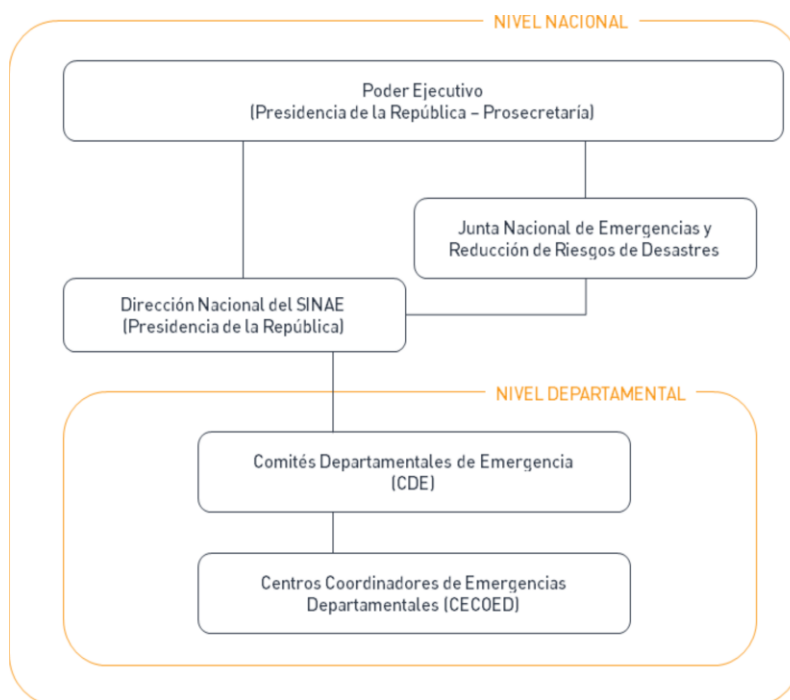 NIVEL NACIONAL
Poder Ejecutivo
(Presidencia de la República – Prosecretaría)
Junta Nacional de Emergencias y
Reducción de Riesgos de Desastres
Dirección Nacional del SINAE
(Presidencia de la República)
NIVEL DEPARTAMENTAL
Comités Departamentales de Emergencia
(CDE)
Centros Coordinadores de Emergencias
Departamentales (CECOED)